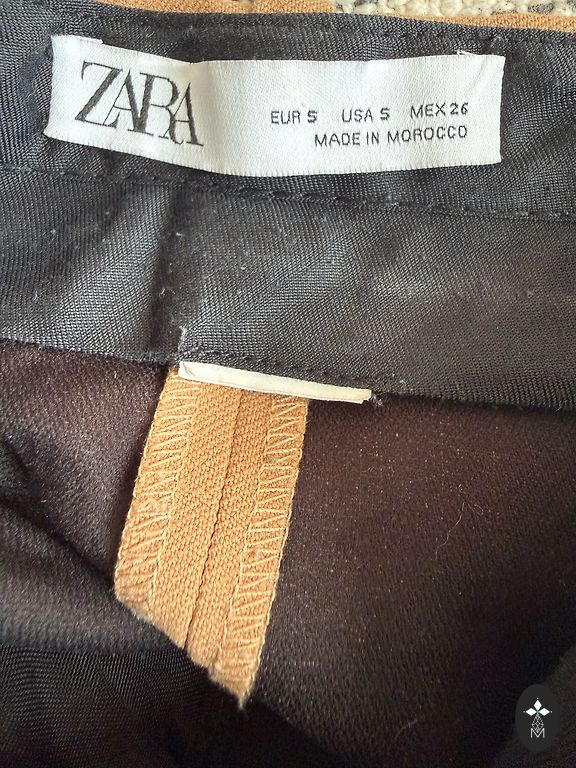 ZARA
EUR S USA S MEX 26
MADE IN MOROCCO
M